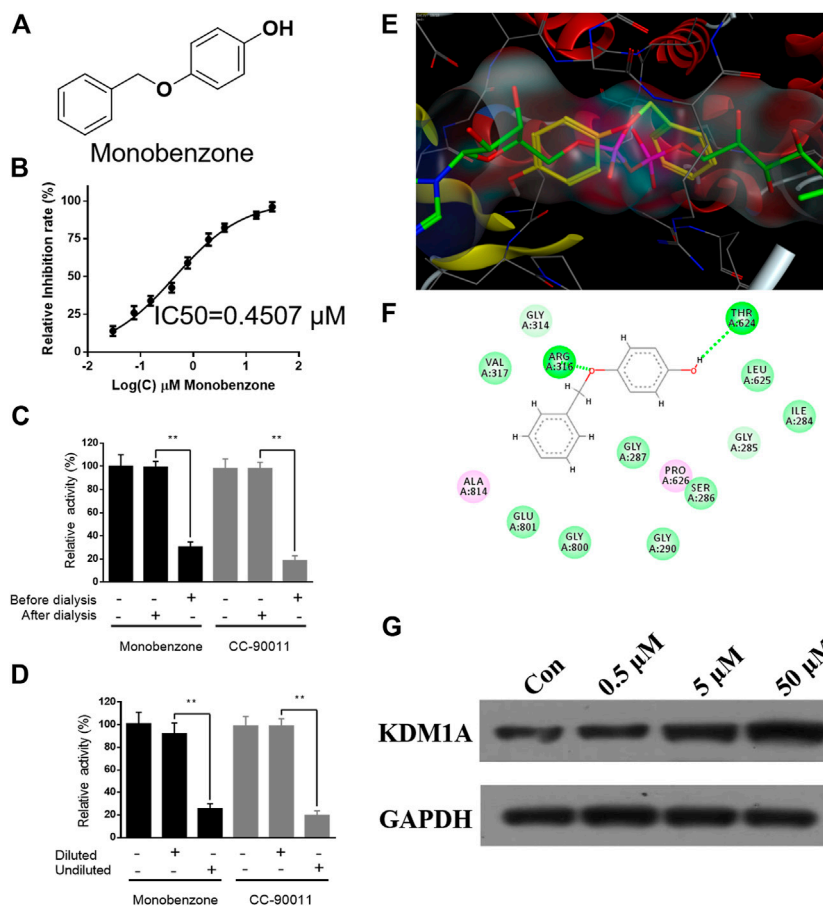 A
OH
O
Monobenzone
B
Relative Inhibition rate (%)
100
75
50
25
0
IC50=0.4507 μM
-2 -1 0 1 2
Log(C) μM Monobenzone
C
Relative activity (%)
120
100
80
60
40
20
0
** **
Before dialysis - - + - - +
After dialysis - + - - + -
Monobenzone CC-90011
D
Relative activity (%)
120
100
80
60
40
20
0
** **
Diluted - + - - + -
Undiluted - - + - - +
Monobenzone CC-90011
E
F
GLY A:314
THR A:624
VAL A:317
ARG A:316
LEU A:625
ILE A:284
GLY A:285
GLY A:287
PRO A:626
SER A:286
ALA A:814
GLU A:801
GLY A:800
GLY A:290
H
O
H
O
H
H
H
H
H
H
H
H
H
H
H
G
Con 0.5 μM 5 μM 50 μM
KDM1A
GAPDH